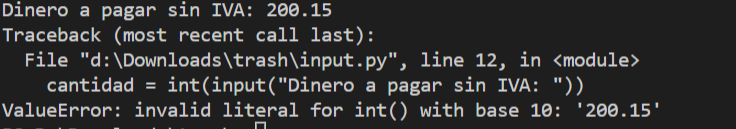 Dinero a pagar sin IVA: 200.15
Traceback (most recent call last):
  File "d:\Downloads\trash\input.py", line 12, in <module>
    cantidad = int(input("Dinero a pagar sin IVA: "))
ValueError: invalid literal for int() with base 10: '200.15'